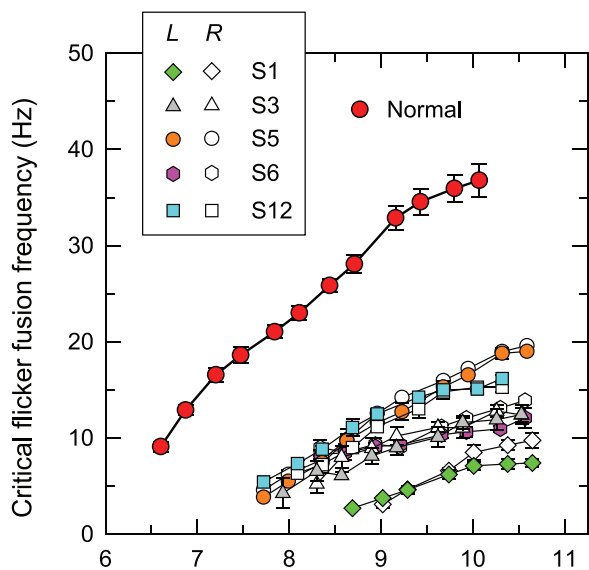 L R
S1
S3
S5
S6
S12
Normal
Critical flicker fusion frequency (Hz)
50
40
30
20
10
0
6 7 8 9 10 11